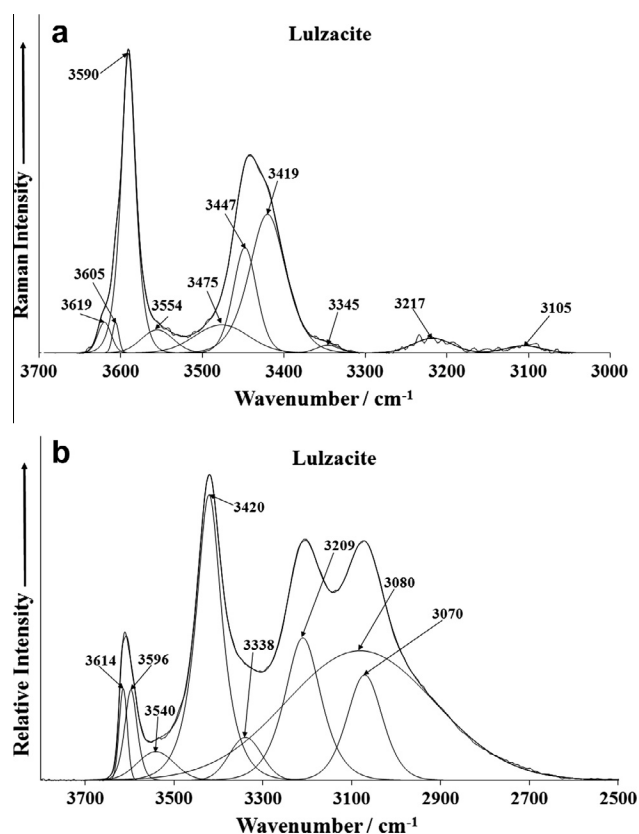 a
Lulzacite
3590
3419
3447
3605
3475
3619
3554
3345
3217
3105
Raman Intensity
3700 3600 3500 3400 3300 3200 3100 3000
Wavenumber / cm-1
b
Lulzacite
3420
3209
3080
3070
3614
3596
3338
3540
Relative Intensity
3700 3500 3300 3100 2900 2700 2500
Wavenumber / cm-1